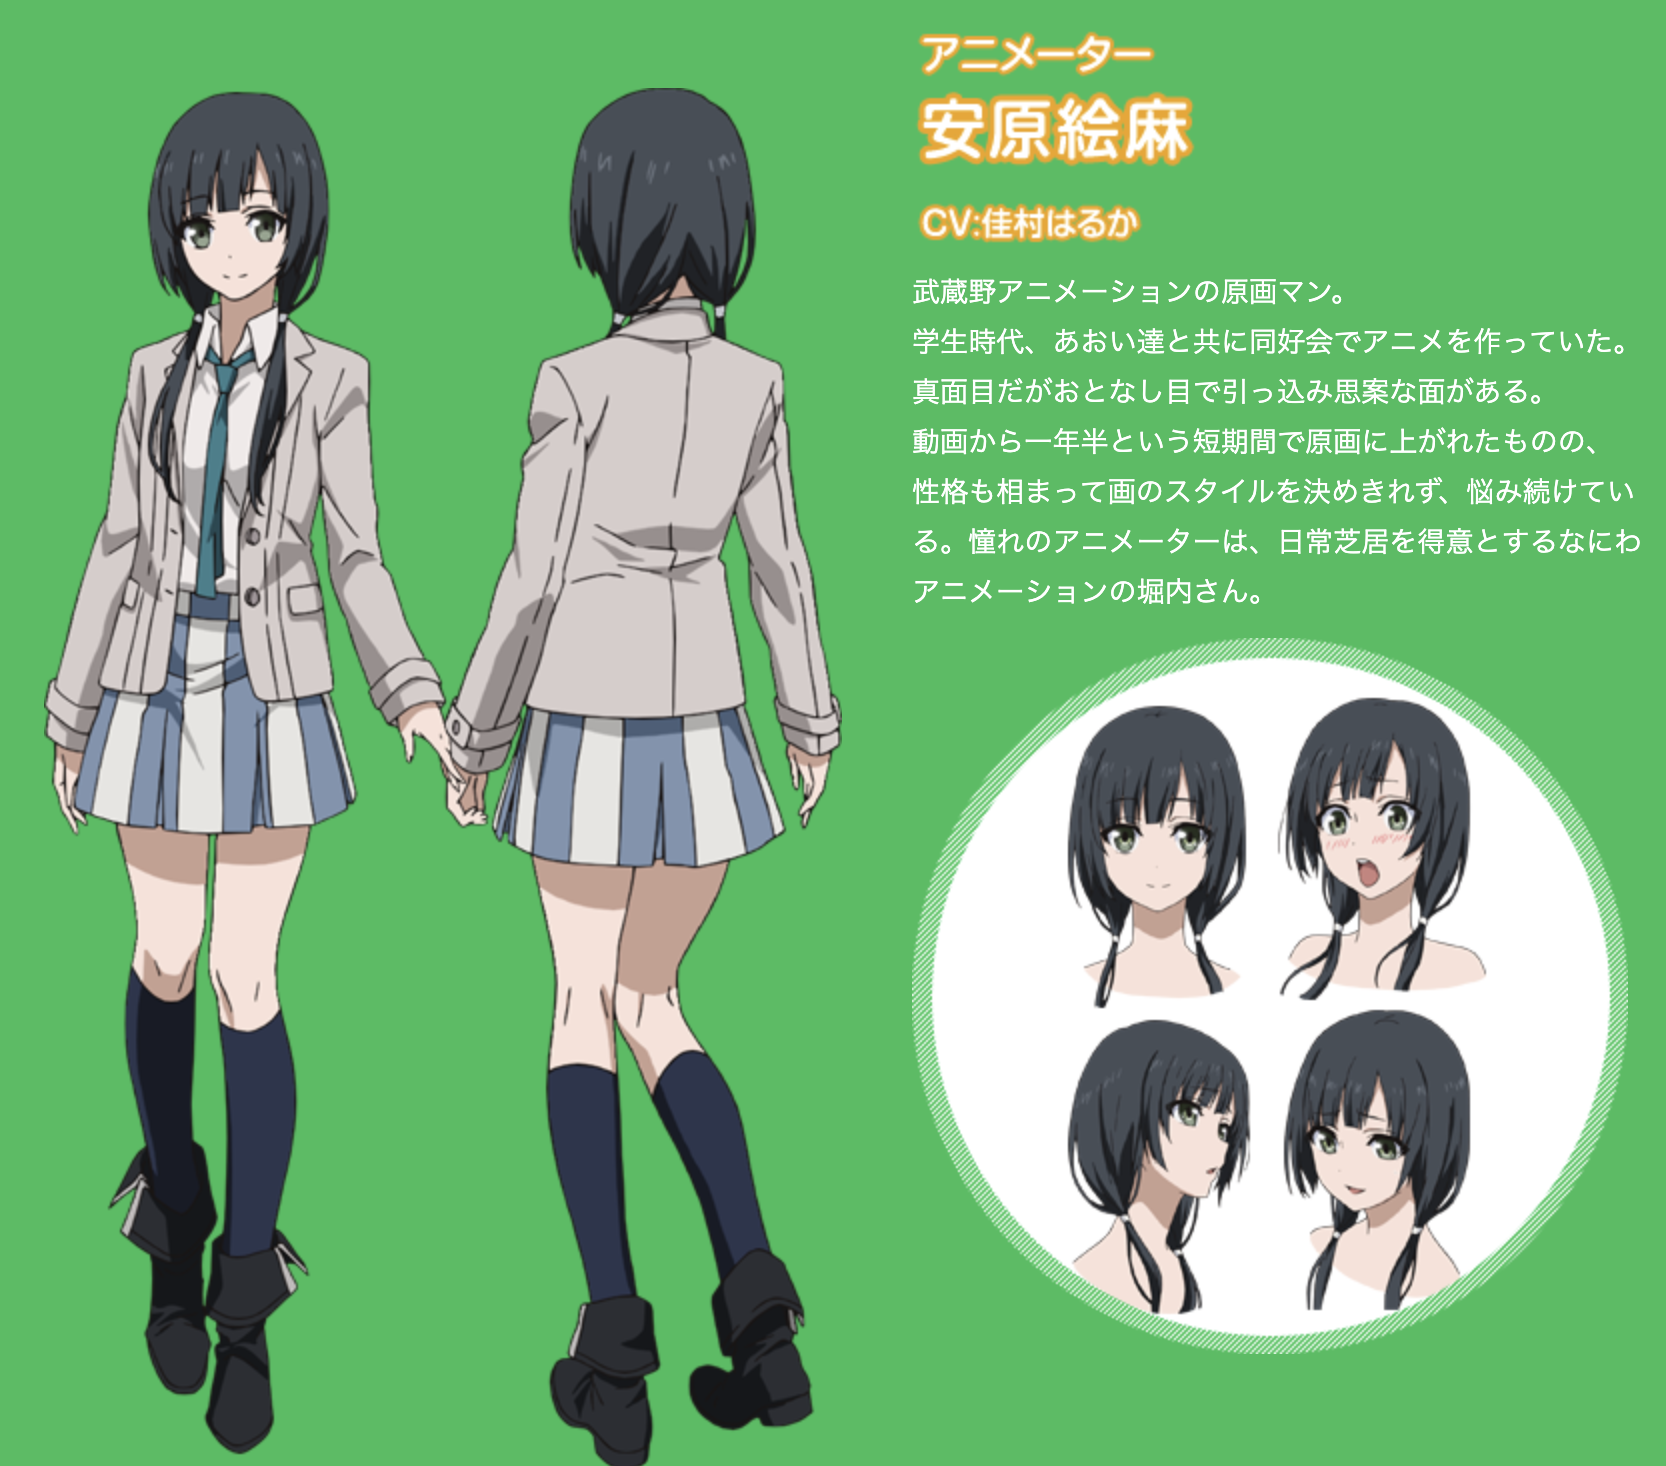 アニメーター
安原絵麻
CV:佳村はるか
武蔵野アニメーションの原画マン。
学生時代、あおい達と共に同好会でアニメを作っていた。
真面目だがおとなし目で引っ込み思案な面がある。
動画から一年半という短期間で原画に上がれたものの、
性格も相まって画のスタイルを決めきれず、悩み続けてい
る。憧れのアニメーターは、日常芝居を得意とするなにわ
アニメーションの堀内さん。